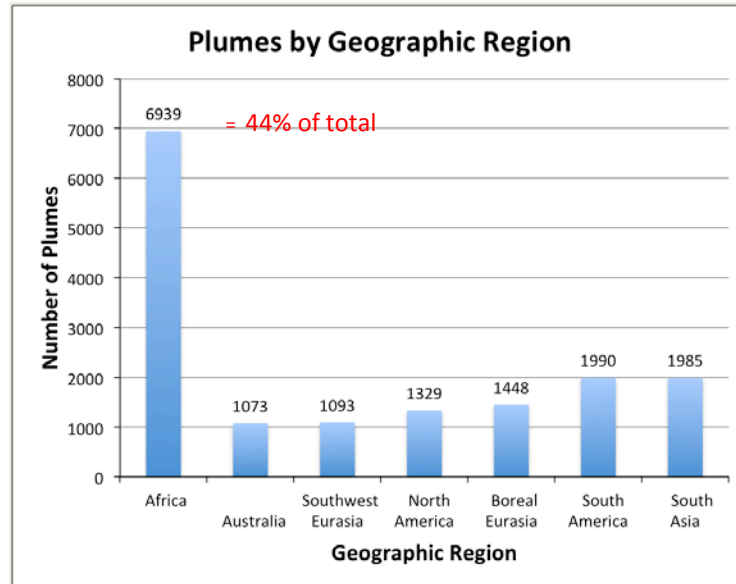 Plumes by Geographic Region
8000
7000
6000
5000
4000
3000
2000
1000
0
Number of Plumes
6939
= 44% of total
1073
1093
1329
1448
1990
1985
Africa
Australia
Southwest
Eurasia
North
America
Boreal
Eurasia
South
America
South
Asia
Geographic Region